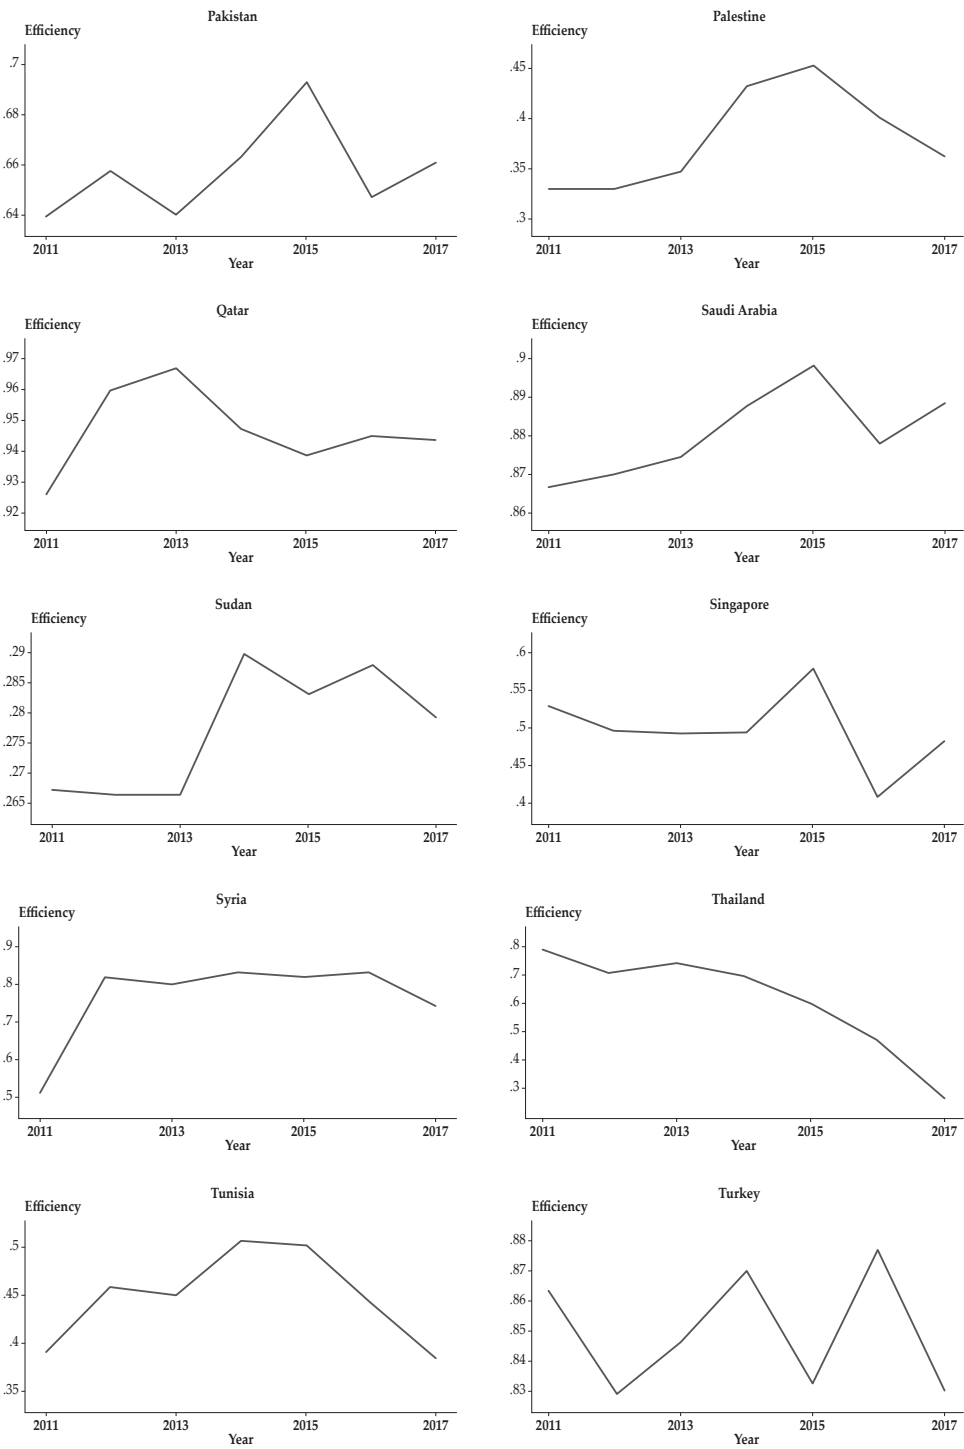 Pakistan
Efficiency
.7
.68
.66
.64
2011 2013 2015 2017
Year
Palestine
Efficiency
.45
.4
.35
.3
2011 2013 2015 2017
Year
Qatar
Efficiency
.97
.96
.95
.94
.93
.92
2011 2013 2015 2017
Year
Saudi Arabia
Efficiency
.9
.89
.88
.87
.86
2011 2013 2015 2017
Year
Sudan
Efficiency
.29
.285
.28
.275
.27
.265
2011 2013 2015 2017
Year
Singapore
Efficiency
.6
.55
.5
.45
.4
2011 2013 2015 2017
Year
Syria
Efficiency
.9
.8
.7
.6
.5
2011 2013 2015 2017
Year
Thailand
Efficiency
.8
.7
.6
.5
.4
.3
2011 2013 2015 2017
Year
Tunisia
Efficiency
.5
.45
.4
.35
2011 2013 2015 2017
Year
Turkey
Efficiency
.88
.87
.86
.85
.84
.83
2011 2013 2015 2017
Year